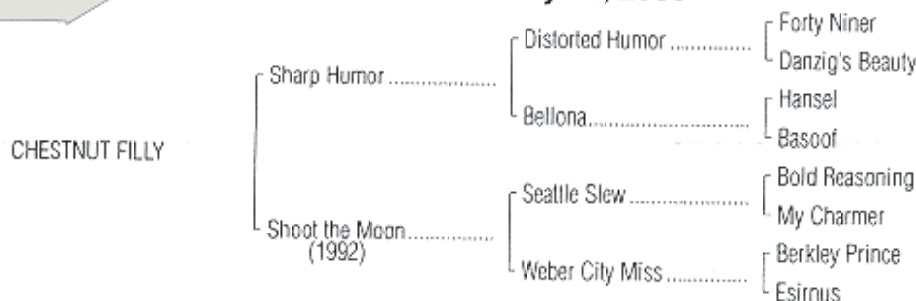 Forty Niner
Distorted Humor
Danzig's Beauty
Sharp Humor
Hansel
Bellona
Basoof
CHESTNUT FILLY
Bold Reasoning
Seattle Slew
My Charmer
Shoot the Moon
(1992)
Berkley Prince
Weber City Miss
Esirnus